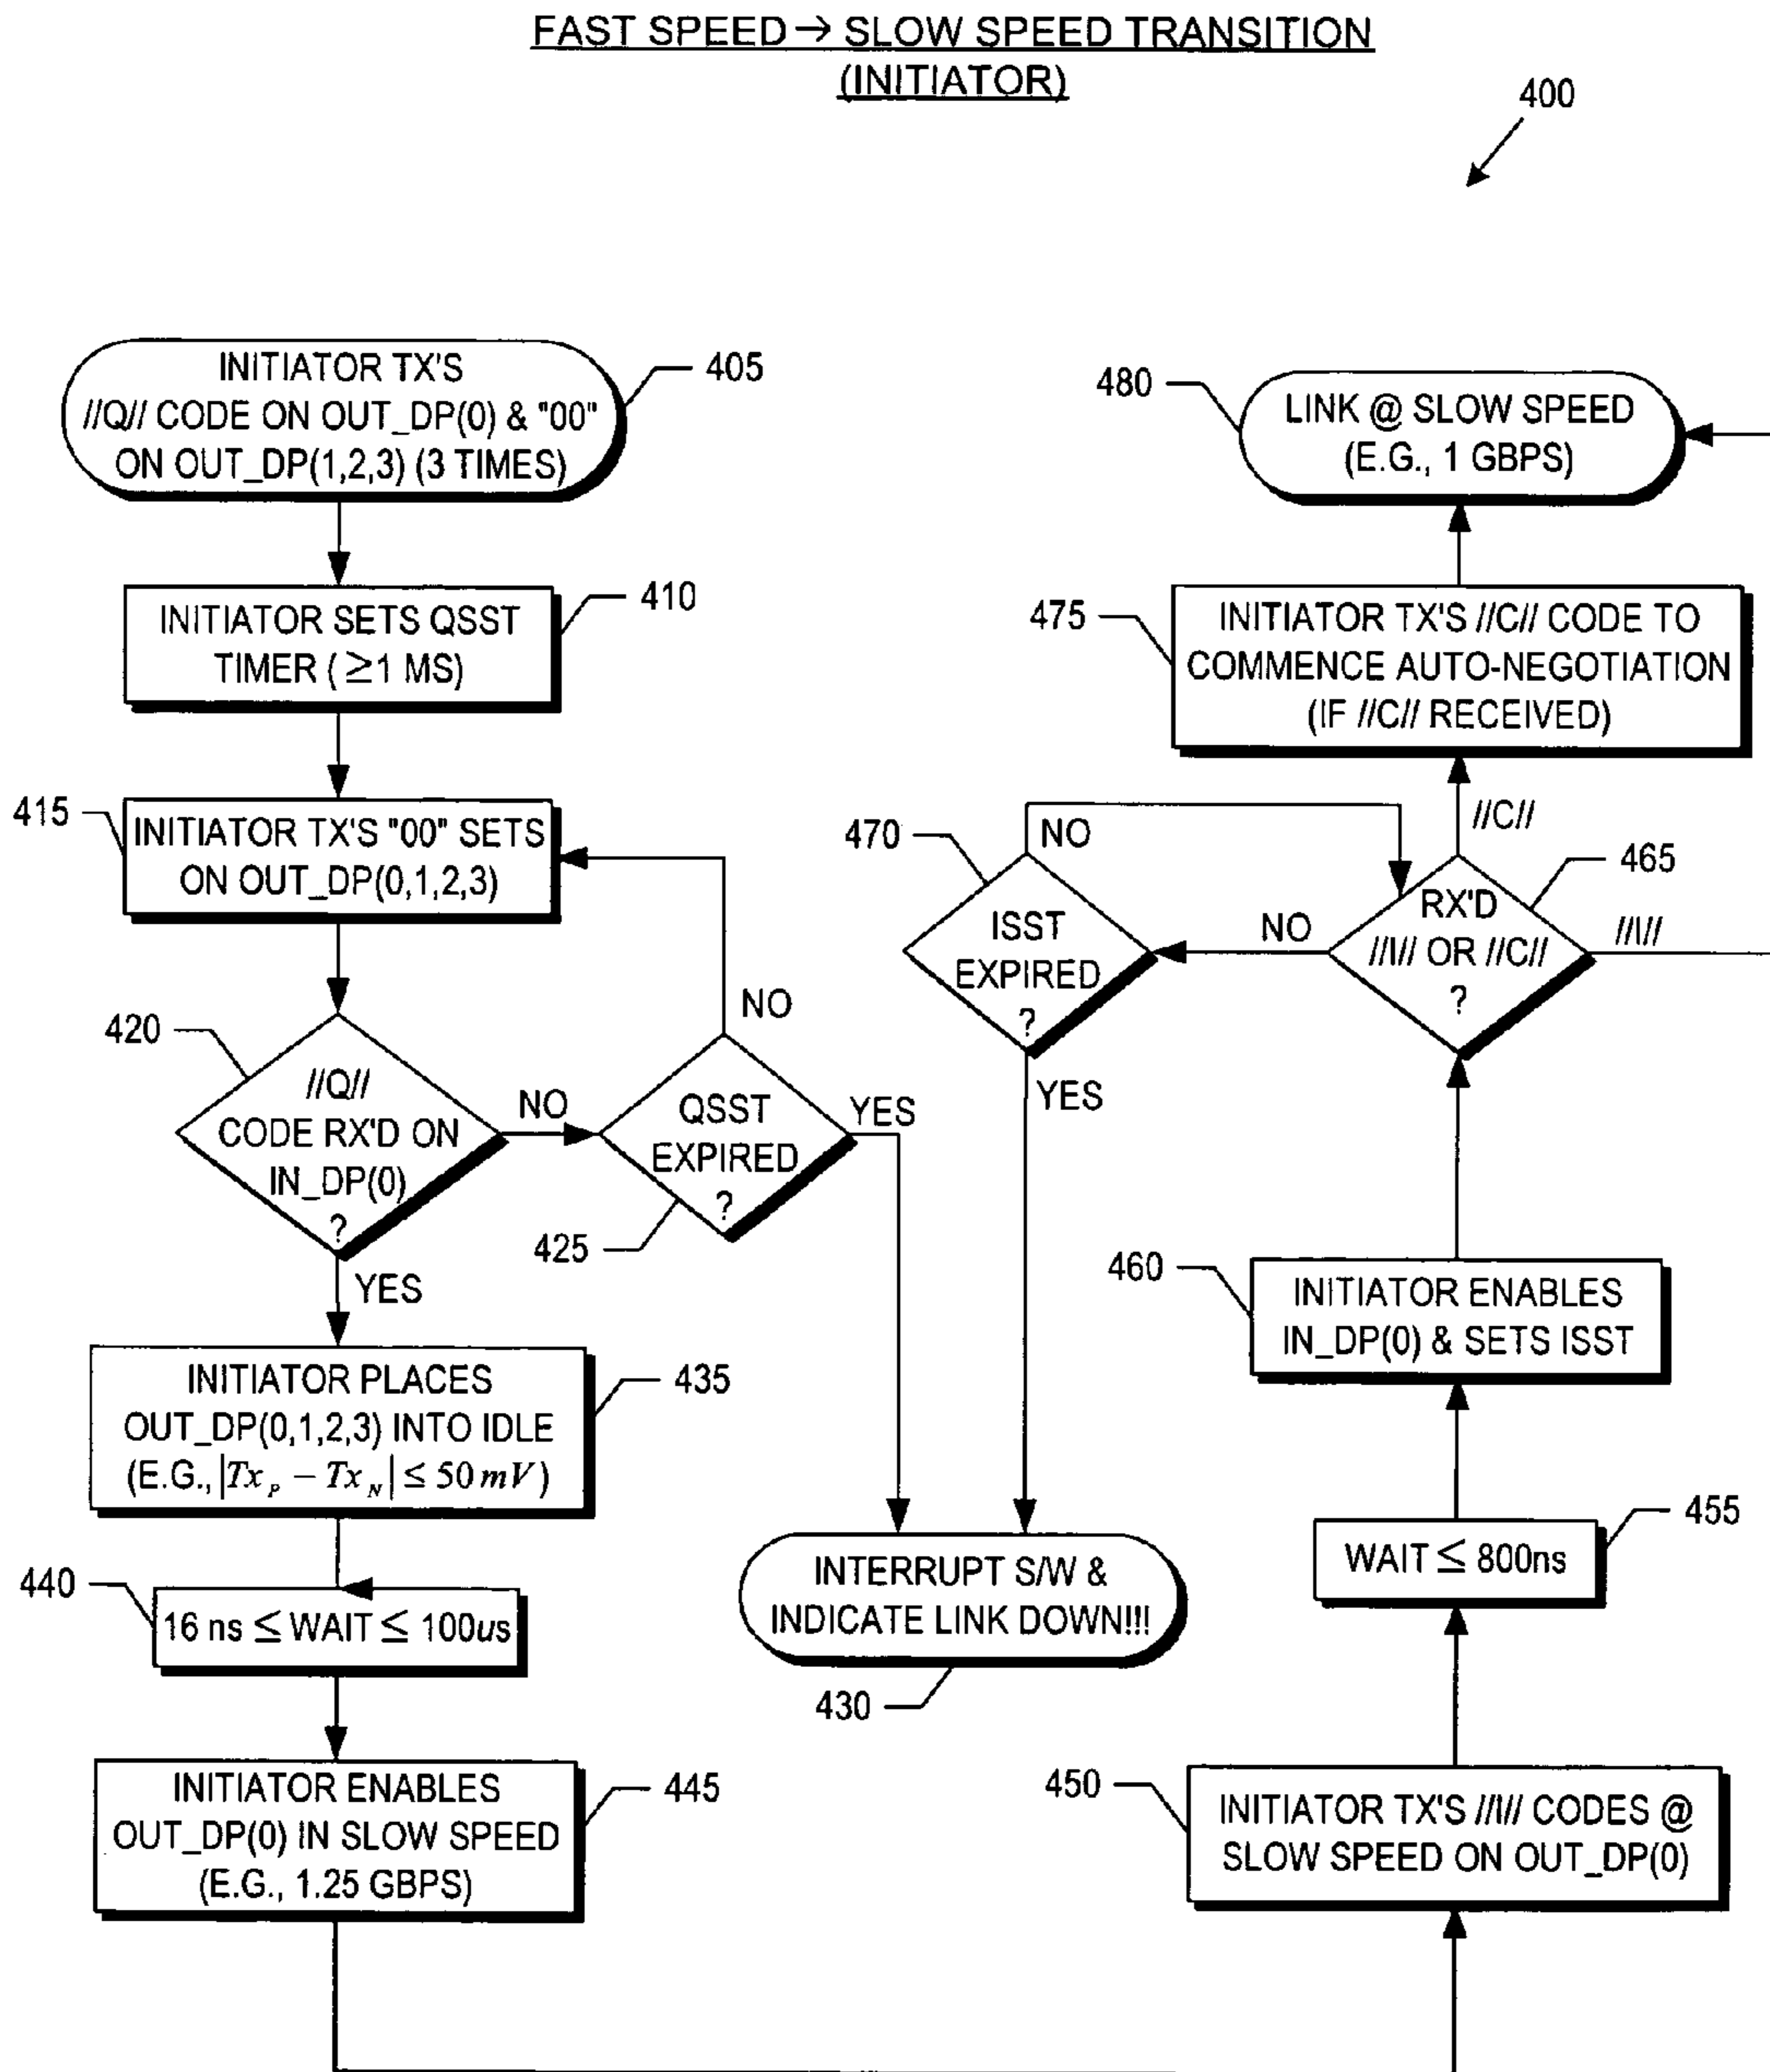 FAST SPEED → SLOW SPEED TRANSITION
(INITIATOR)
400
INITIATOR TX'S
//Q// CODE ON OUT_DP(0) & "00"
ON OUT_DP(1,2,3) (3 TIMES)
405
INITIATOR SETS QSST
TIMER ( ≥1 MS)
410
415
INITIATOR TX'S "00" SETS
ON OUT_DP(0,1,2,3)
420
//Q//
CODE RX'D ON
IN_DP(0)
?
NO
YES
QSST
EXPIRED
?
425
NO
YES
INITIATOR PLACES
OUT_DP(0,1,2,3) INTO IDLE
(E.G., |Tx_P − Tx_N| ≤ 50 mV)
435
440
16 ns ≤ WAIT ≤ 100us
INITIATOR ENABLES
OUT_DP(0) IN SLOW SPEED
(E.G., 1.25 GBPS)
445
INTERRUPT S/W &
INDICATE LINK DOWN!!!
430
480
LINK @ SLOW SPEED
(E.G., 1 GBPS)
475
INITIATOR TX'S //C// CODE TO
COMMENCE AUTO-NEGOTIATION
(IF //C// RECEIVED)
470
NO
ISST
EXPIRED
?
YES
NO
//C//
465
RX'D
//I// OR //C//
?
//I//
460
INITIATOR ENABLES
IN_DP(0) & SETS ISST
455
WAIT ≤ 800ns
450
INITIATOR TX'S //I// CODES @
SLOW SPEED ON OUT_DP(0)